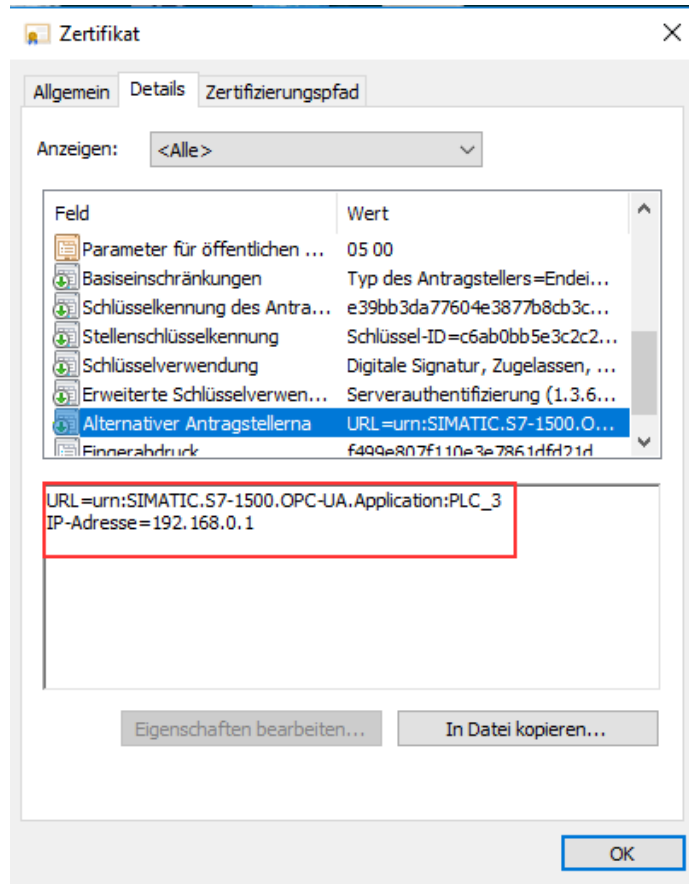 Zertifikat
Allgemein Details Zertifizierungspfad
Anzeigen: <Alle>
Feld Wert
Parameter für öffentlichen ... 05 00
Basiseinschränkungen Typ des Antragstellers=Endei...
Schlüsselkennung des Antra... e39bb3da77604e3877b8cb3c...
Stellenschlüsselkennung Schlüssel-ID=c6ab0bb5e3c2c2...
Schlüsselverwendung Digitale Signatur, Zugelassen, ...
Erweiterte Schlüsselverwen... Serverauthentifizierung (1.3.6...
Alternativer Antragstellerna URL=urn:SIMATIC.S7-1500.O...
Fingerabdruck f499e807f110e3e7861dfd21d
URL=urn:SIMATIC.S7-1500.OPC-UA.Application:PLC_3
IP-Adresse=192.168.0.1
Eigenschaften bearbeiten... In Datei kopieren...
OK